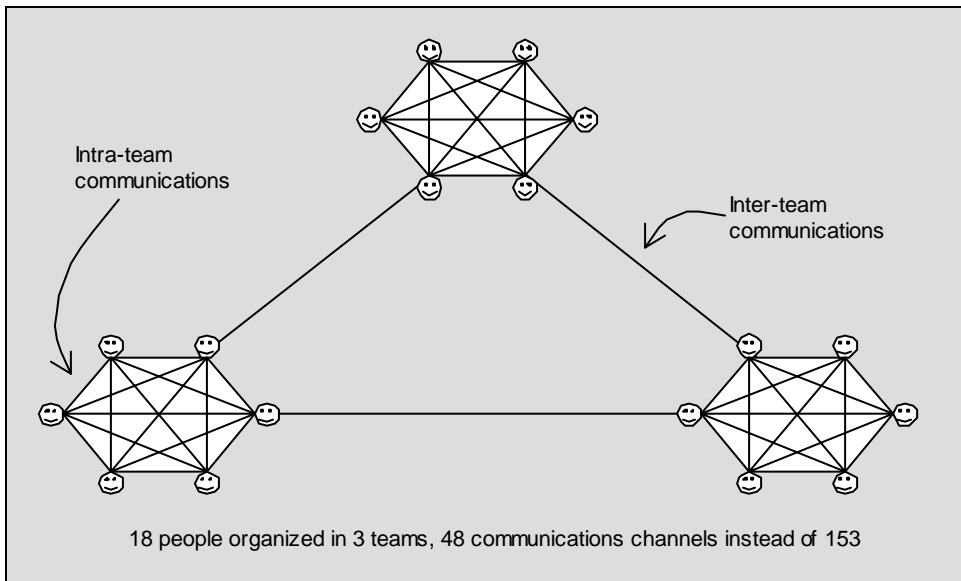 Intra-team
communications
Inter-team
communications
18 people organized in 3 teams, 48 communications channels instead of 153